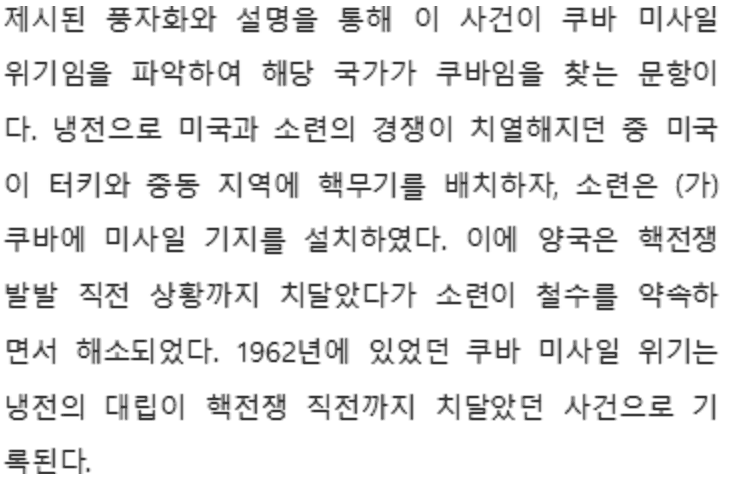 제시된 풍자화와 설명을 통해 이 사건이 쿠바 미사일
위기임을 파악하여 해당 국가가 쿠바임을 찾는 문항이
다. 냉전으로 미국과 소련의 경쟁이 치열해지던 중 미국
이 터키와 중동 지역에 핵무기를 배치하자, 소련은 (가)
쿠바에 미사일 기지를 설치하였다. 이에 양국은 핵전쟁
발발 직전 상황까지 치달았다가 소련이 철수를 약속하
면서 해소되었다. 1962년에 있었던 쿠바 미사일 위기는
냉전의 대립이 핵전쟁 직전까지 치달았던 사건으로 기
록된다.